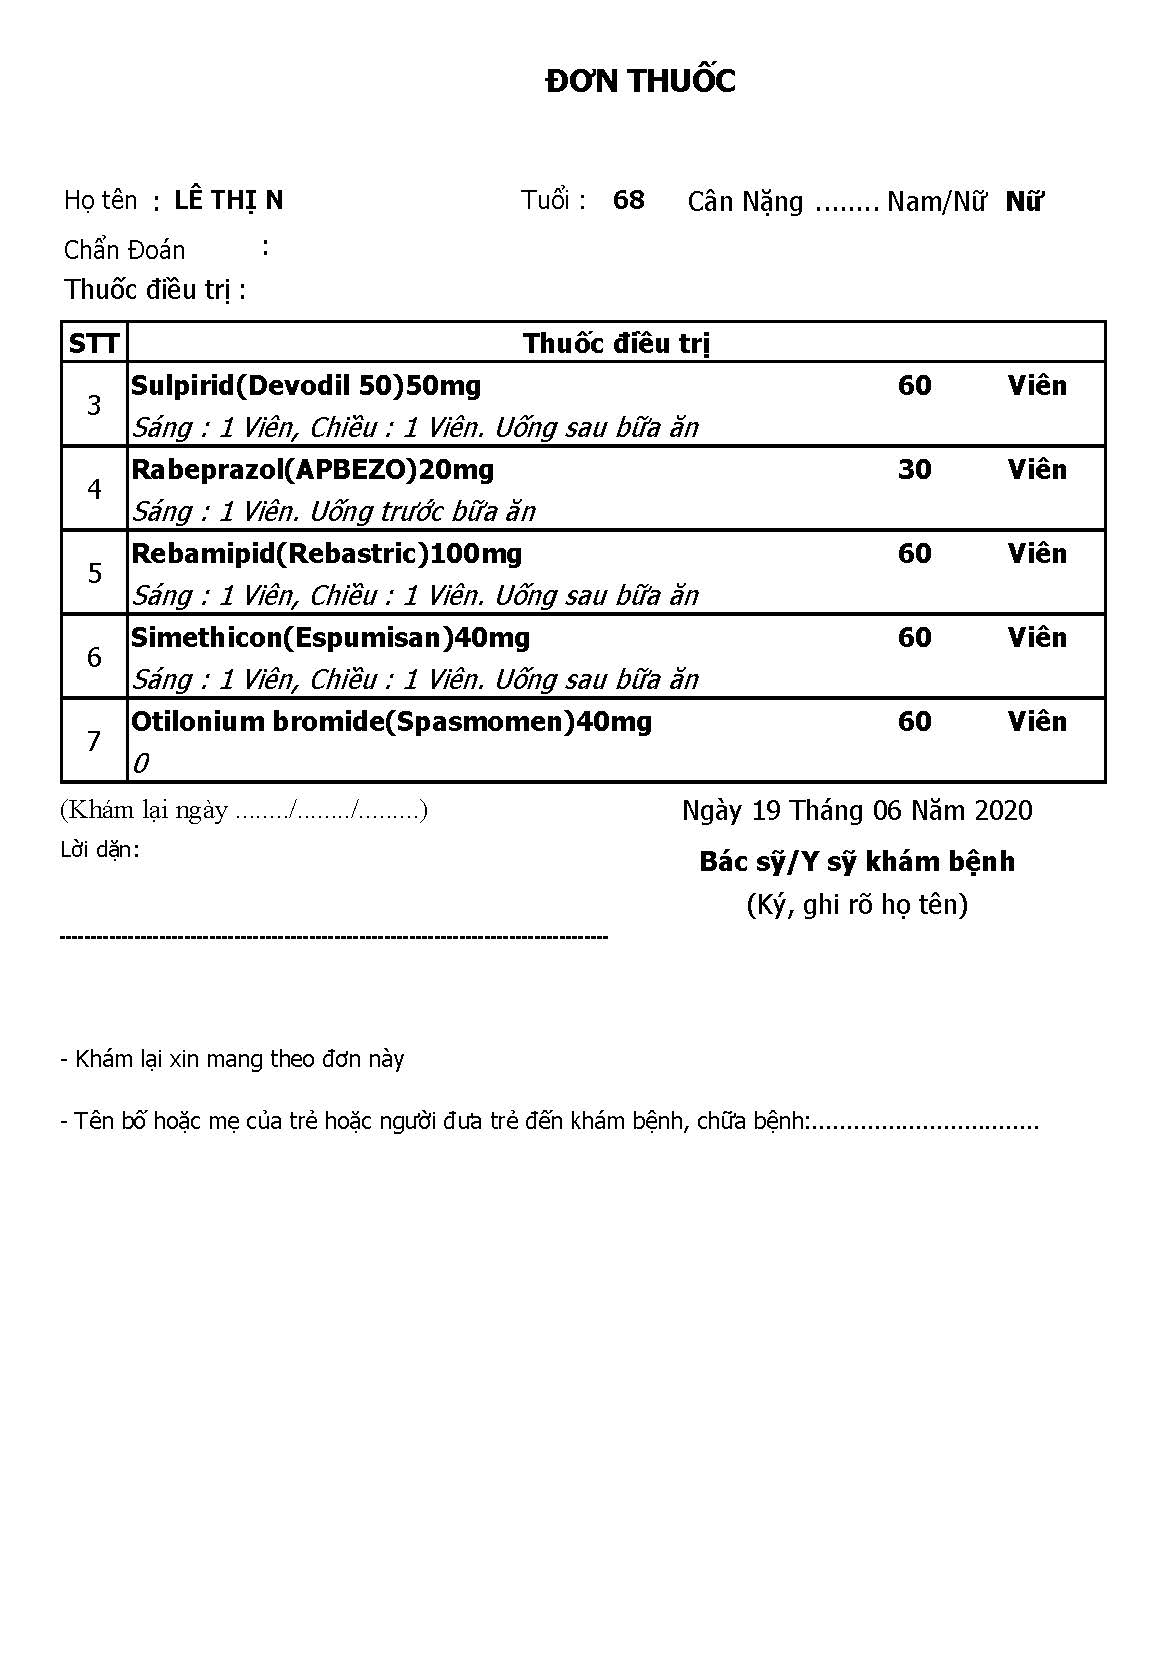 ĐƠN THUỐC
Họ tên : LÊ THỊ N Tuổi : 68 Cân Nặng ........ Nam/Nữ Nữ
Chẩn Đoán :
Thuốc điều trị :
STT Thuốc điều trị
3 Sulpirid(Devodil 50)50mg 60 Viên
Sáng : 1 Viên, Chiều : 1 Viên. Uống sau bữa ăn
4 Rabeprazol(APBEZO)20mg 30 Viên
Sáng : 1 Viên. Uống trước bữa ăn
5 Rebamipid(Rebastric)100mg 60 Viên
Sáng : 1 Viên, Chiều : 1 Viên. Uống sau bữa ăn
6 Simethicon(Espumisan)40mg 60 Viên
Sáng : 1 Viên, Chiều : 1 Viên. Uống sau bữa ăn
7 Otilonium bromide(Spasmomen)40mg 60 Viên
0
(Khám lại ngày ......../......../.........) Ngày 19 Tháng 06 Năm 2020
Lời dặn:
Bác sỹ/Y sỹ khám bệnh
(Ký, ghi rõ họ tên)
- Khám lại xin mang theo đơn này
- Tên bố hoặc mẹ của trẻ hoặc người đưa trẻ đến khám bệnh, chữa bệnh:.................................